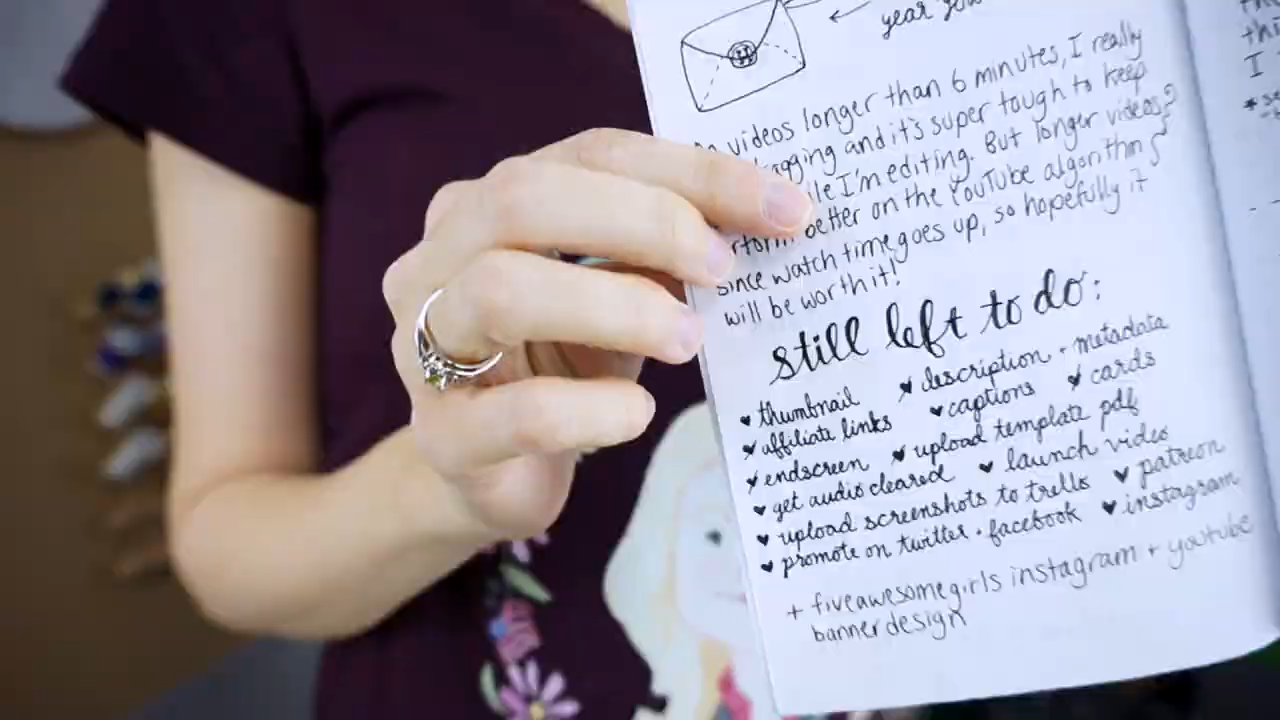 year you
videos longer than 6 minutes, I really
and it's super tough to keep
I'm editing. But longer videos?
better on the YouTube algorithm
since watch time goes up, so hopefully it
will be worth it!
still left to do:
thumbnail description + metadata
affiliate links captions cards
endscreen upload template pdf
get audio cleared launch video
upload screenshots to trello patreon
promote on twitter + facebook instagram
+ fiveawesomegirls instagram + youtube
banner design
I